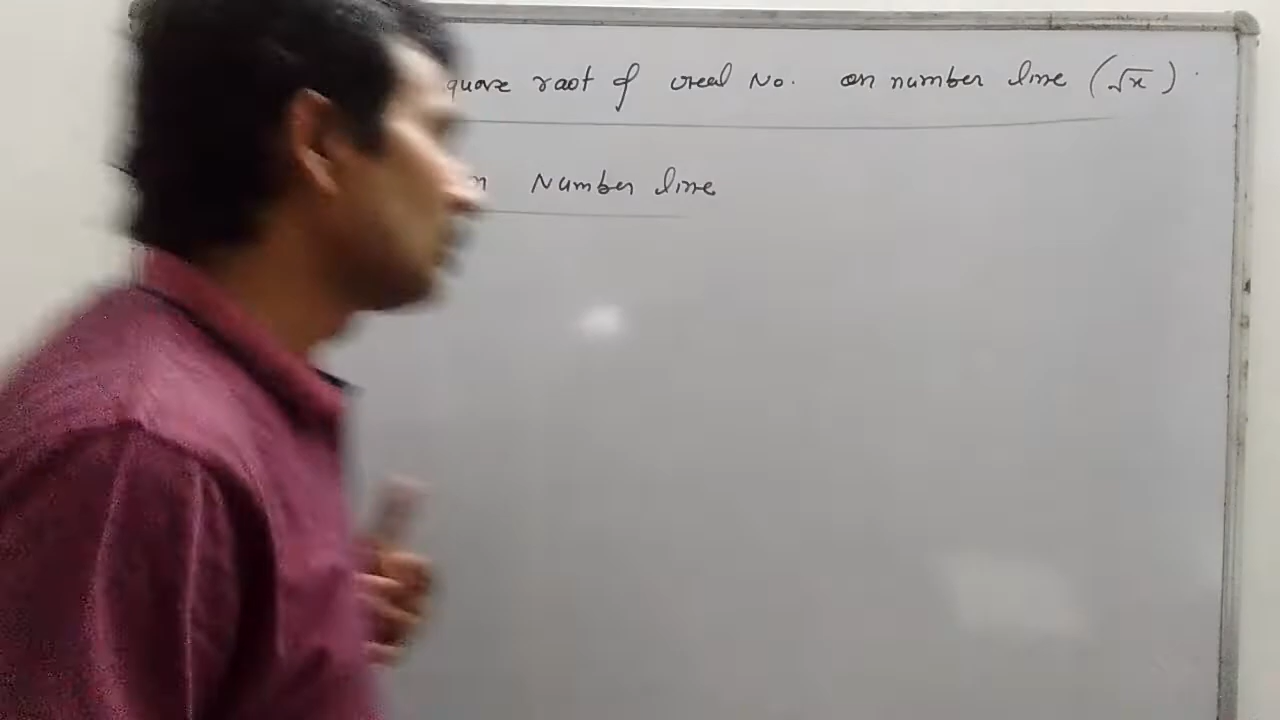 quare root of real No. on number line (√x)
Number line